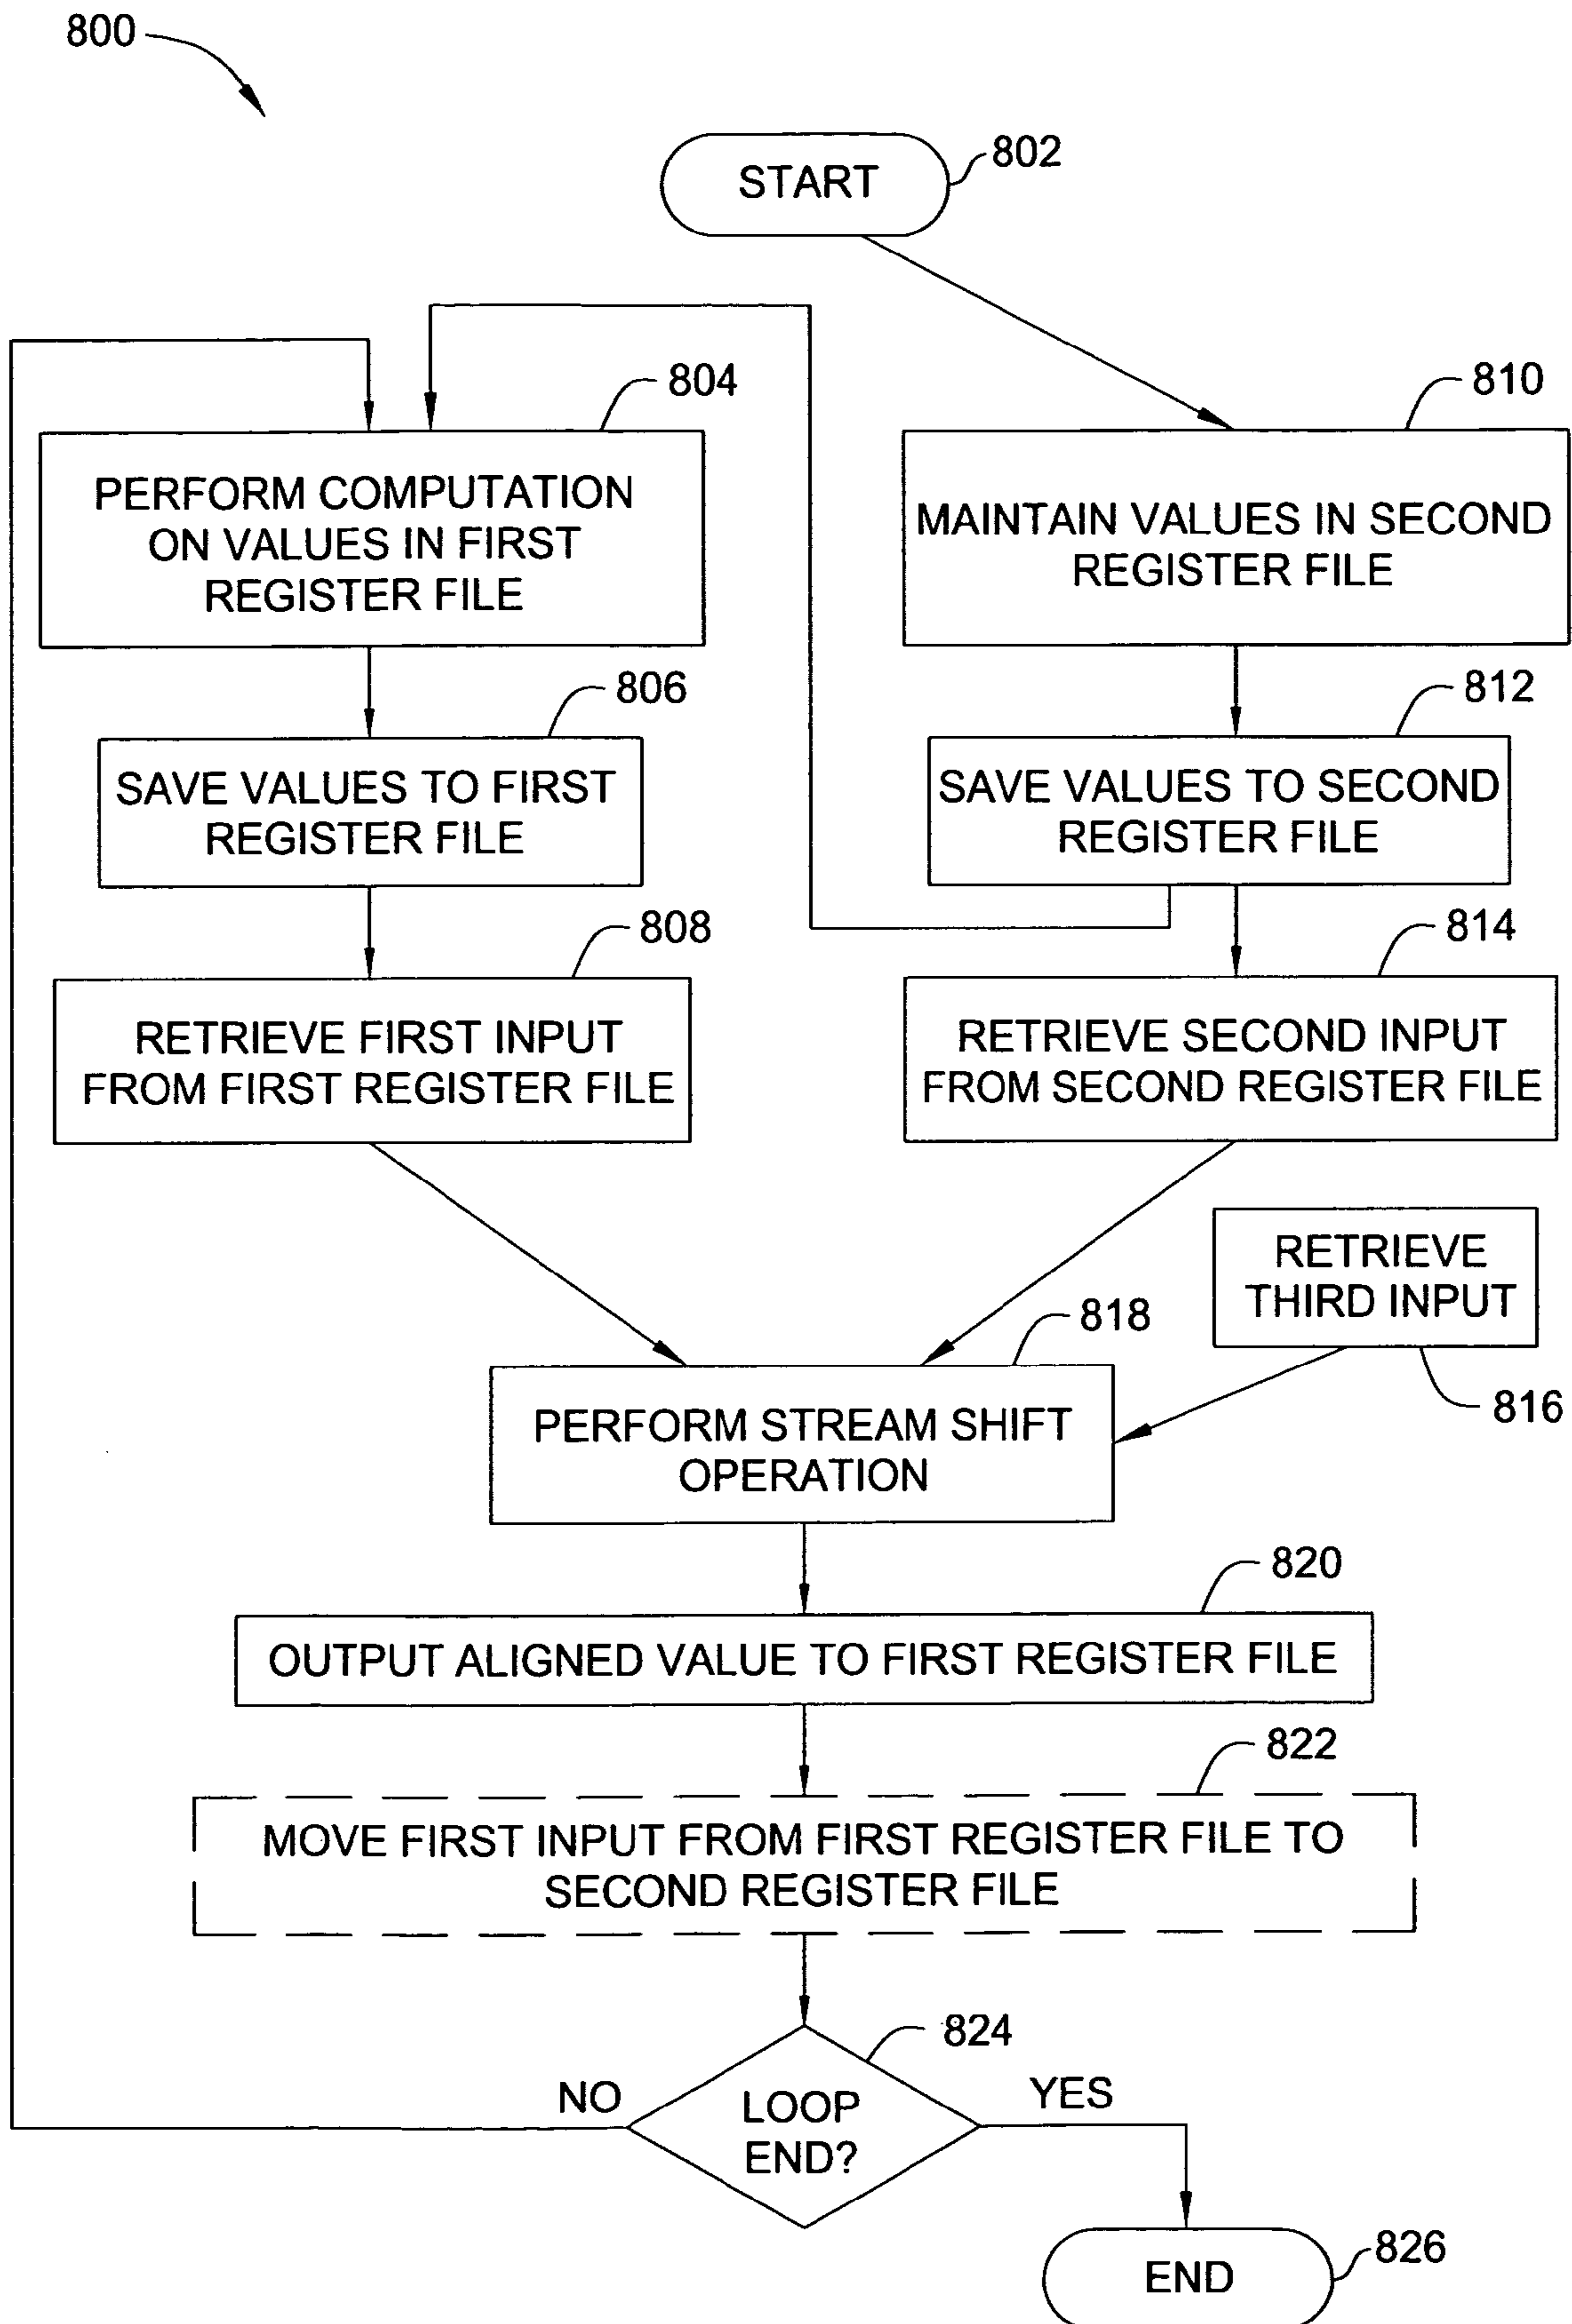 800
START
802
804
PERFORM COMPUTATION
ON VALUES IN FIRST
REGISTER FILE
810
MAINTAIN VALUES IN SECOND
REGISTER FILE
806
SAVE VALUES TO FIRST
REGISTER FILE
812
SAVE VALUES TO SECOND
REGISTER FILE
808
RETRIEVE FIRST INPUT
FROM FIRST REGISTER FILE
814
RETRIEVE SECOND INPUT
FROM SECOND REGISTER FILE
RETRIEVE
THIRD INPUT
816
818
PERFORM STREAM SHIFT
OPERATION
820
OUTPUT ALIGNED VALUE TO FIRST REGISTER FILE
822
MOVE FIRST INPUT FROM FIRST REGISTER FILE TO
SECOND REGISTER FILE
824
NO
LOOP
END?
YES
END
826